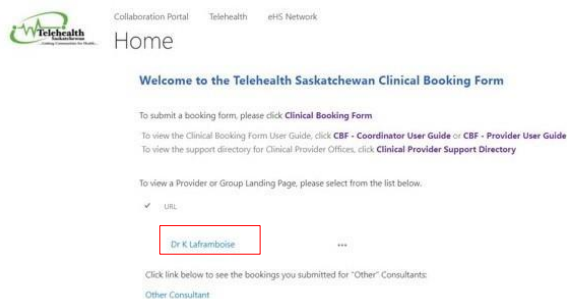 Telehealth
Saskatchewan
Collaboration Portal Telehealth eHS Network
Home
Welcome to the Telehealth Saskatchewan Clinical Booking Form
To submit a booking form, please click Clinical Booking Form
To view the Clinical Booking Form User Guide, click CBF - Coordinator User Guide or CBF - Provider User Guide
To view the support directory for Clinical Provider Offices, click Clinical Provider Support Directory
To view a Provider or Group Landing Page, please select from the list below.
✓ URL
Dr K Laframboise ...
Click link below to see the bookings you submitted for "Other" Consultants:
Other Consultant